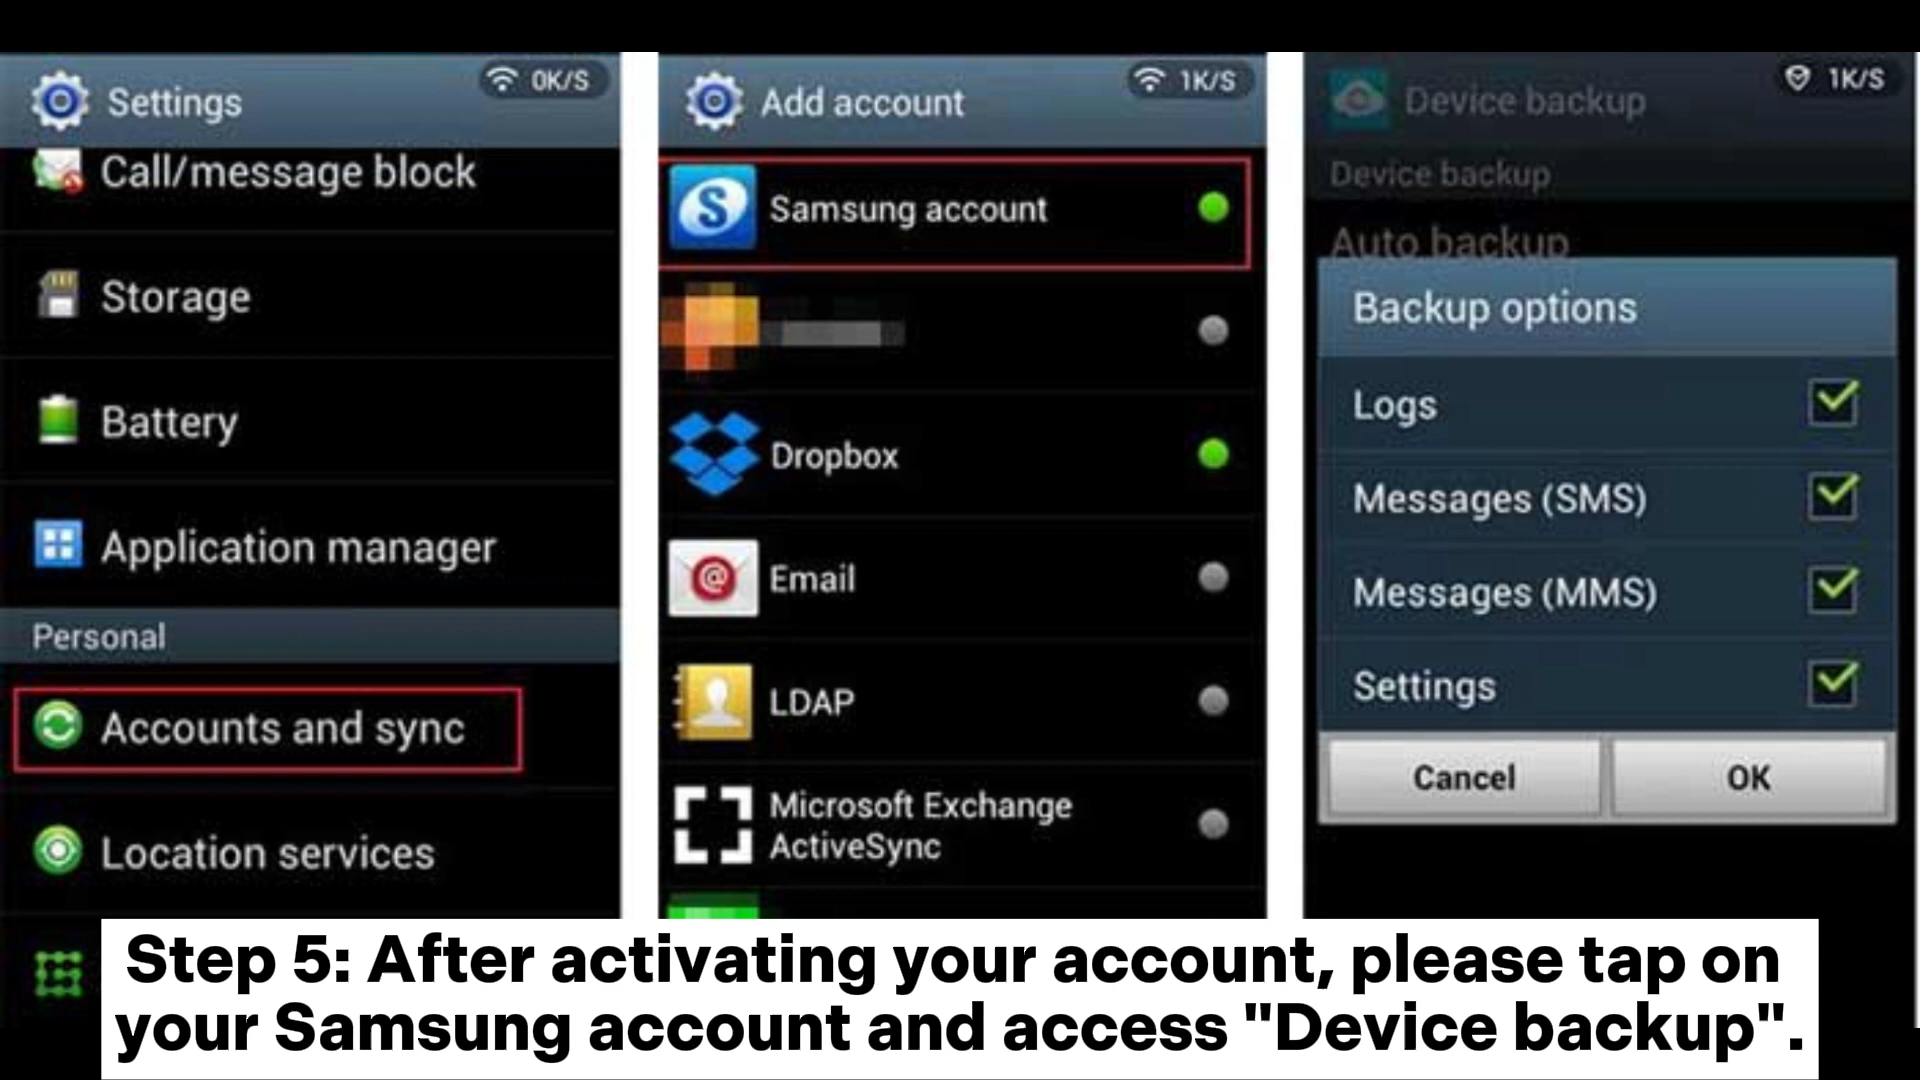 Settings
0K/S
Call/message block
Storage
Battery
Application manager
Personal
Accounts and sync
Location services
Add account
1K/S
Samsung account
Dropbox
Email
LDAP
Microsoft Exchange
ActiveSync
Device backup
1K/S
Device backup
Auto backup
Backup options
Logs
Messages (SMS)
Messages (MMS)
Settings
Cancel
OK
Step 5: After activating your account, please tap on
your Samsung account and access "Device backup".